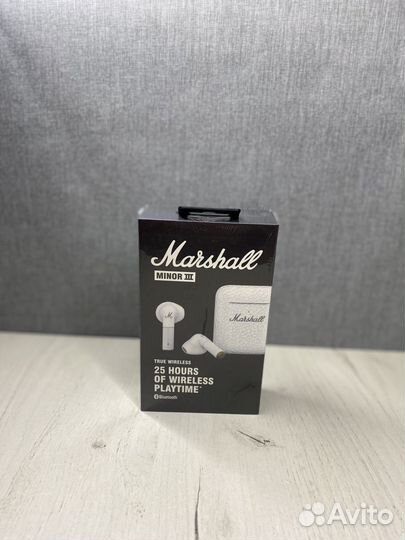 Marshall
MINOR III
Marshall
M
TRUE WIRELESS
25 HOURS
OF WIRELESS
PLAYTIME*
Bluetooth
Avito